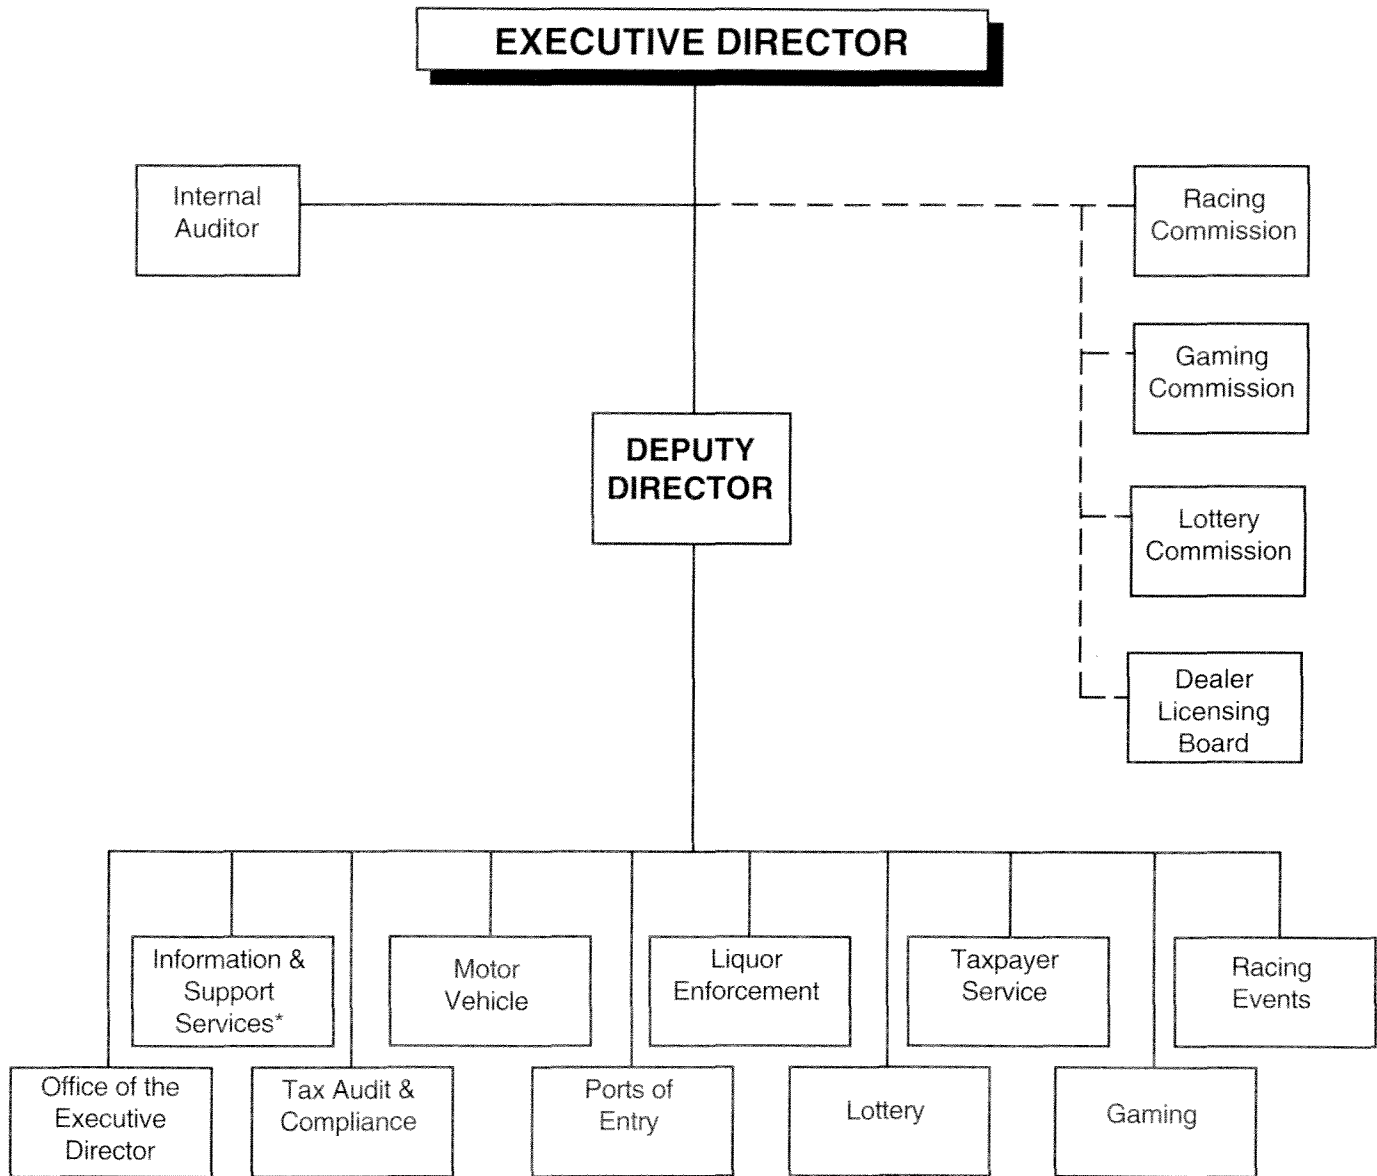 EXECUTIVE DIRECTOR
Internal
Auditor
Racing
Commission
Gaming
Commission
DEPUTY
DIRECTOR
Lottery
Commission
Dealer
Licensing
Board
Information &
Support
Services*
Motor
Vehicle
Liquor
Enforcement
Taxpayer
Service
Racing
Events
Office of the
Executive
Director
Tax Audit &
Compliance
Ports of
Entry
Lottery
Gaming